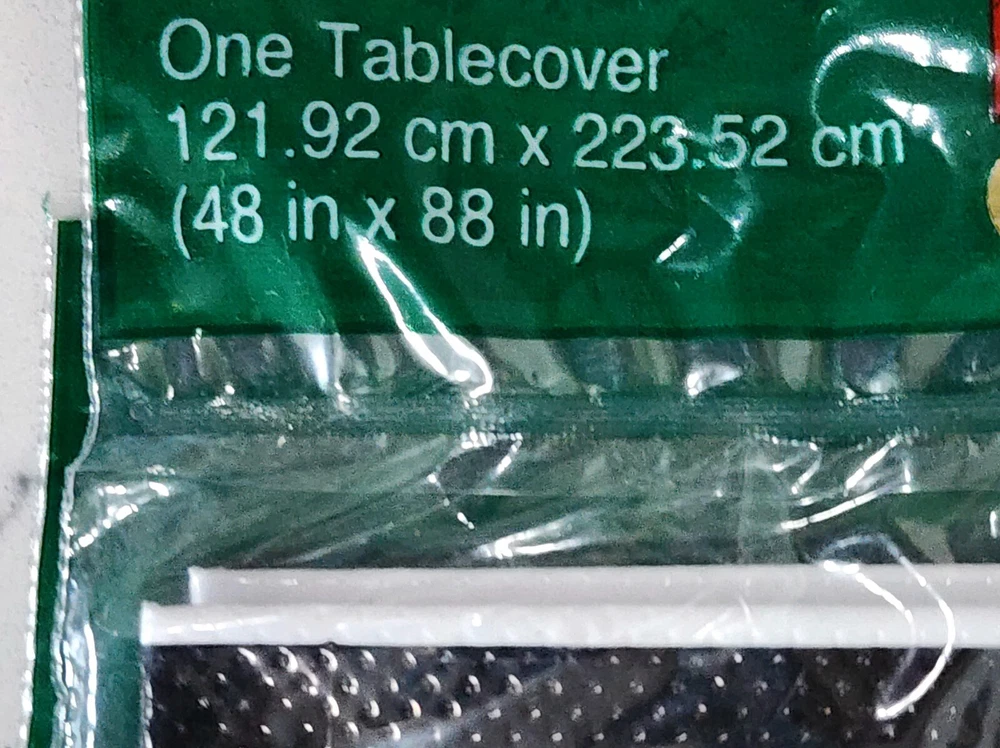 One Tablecover
121.92 cm x 223.52 cm
(48 in x 88 in)